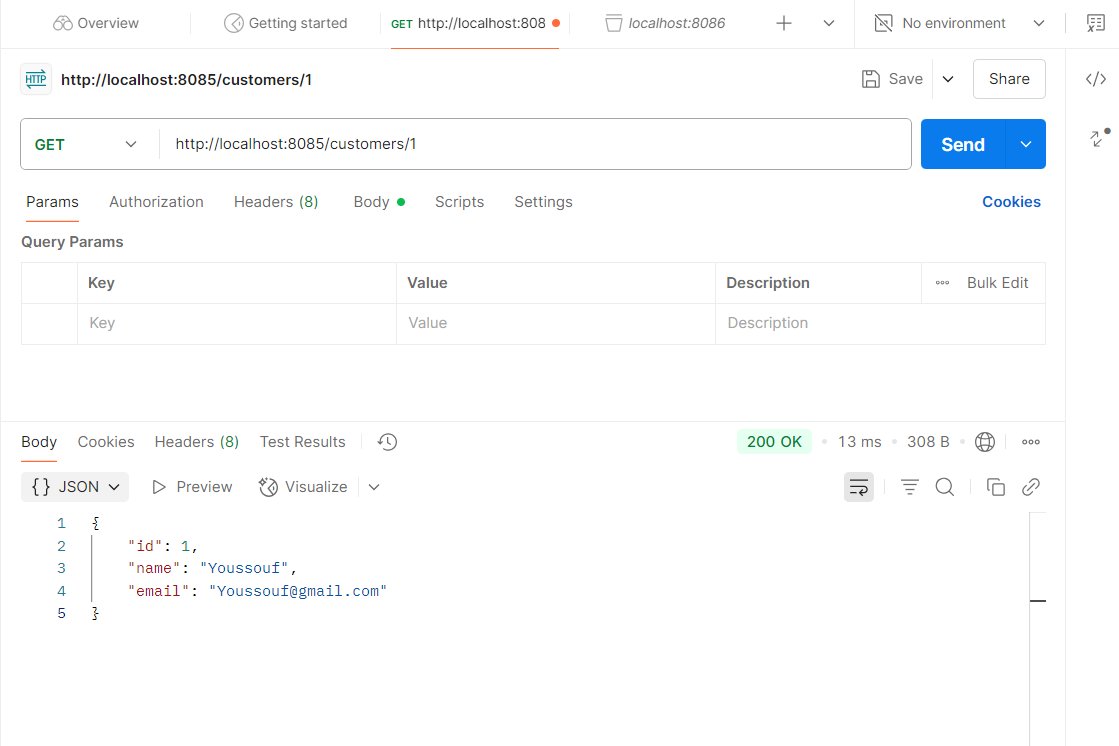 Overview
Getting started
GET http://localhost:808
localhost:8086
No environment
HTTP http://localhost:8085/customers/1
Save
Share
GET
http://localhost:8085/customers/1
Send
Params
Authorization
Headers (8)
Body
Scripts
Settings
Cookies
Query Params
Key
Value
Description
Bulk Edit
Key
Value
Description
Body
Cookies
Headers (8)
Test Results
200 OK
13 ms
308 B
{} JSON
Preview
Visualize
1 {
2 "id": 1,
3 "name": "Youssouf",
4 "email": "Youssouf@gmail.com"
5 }